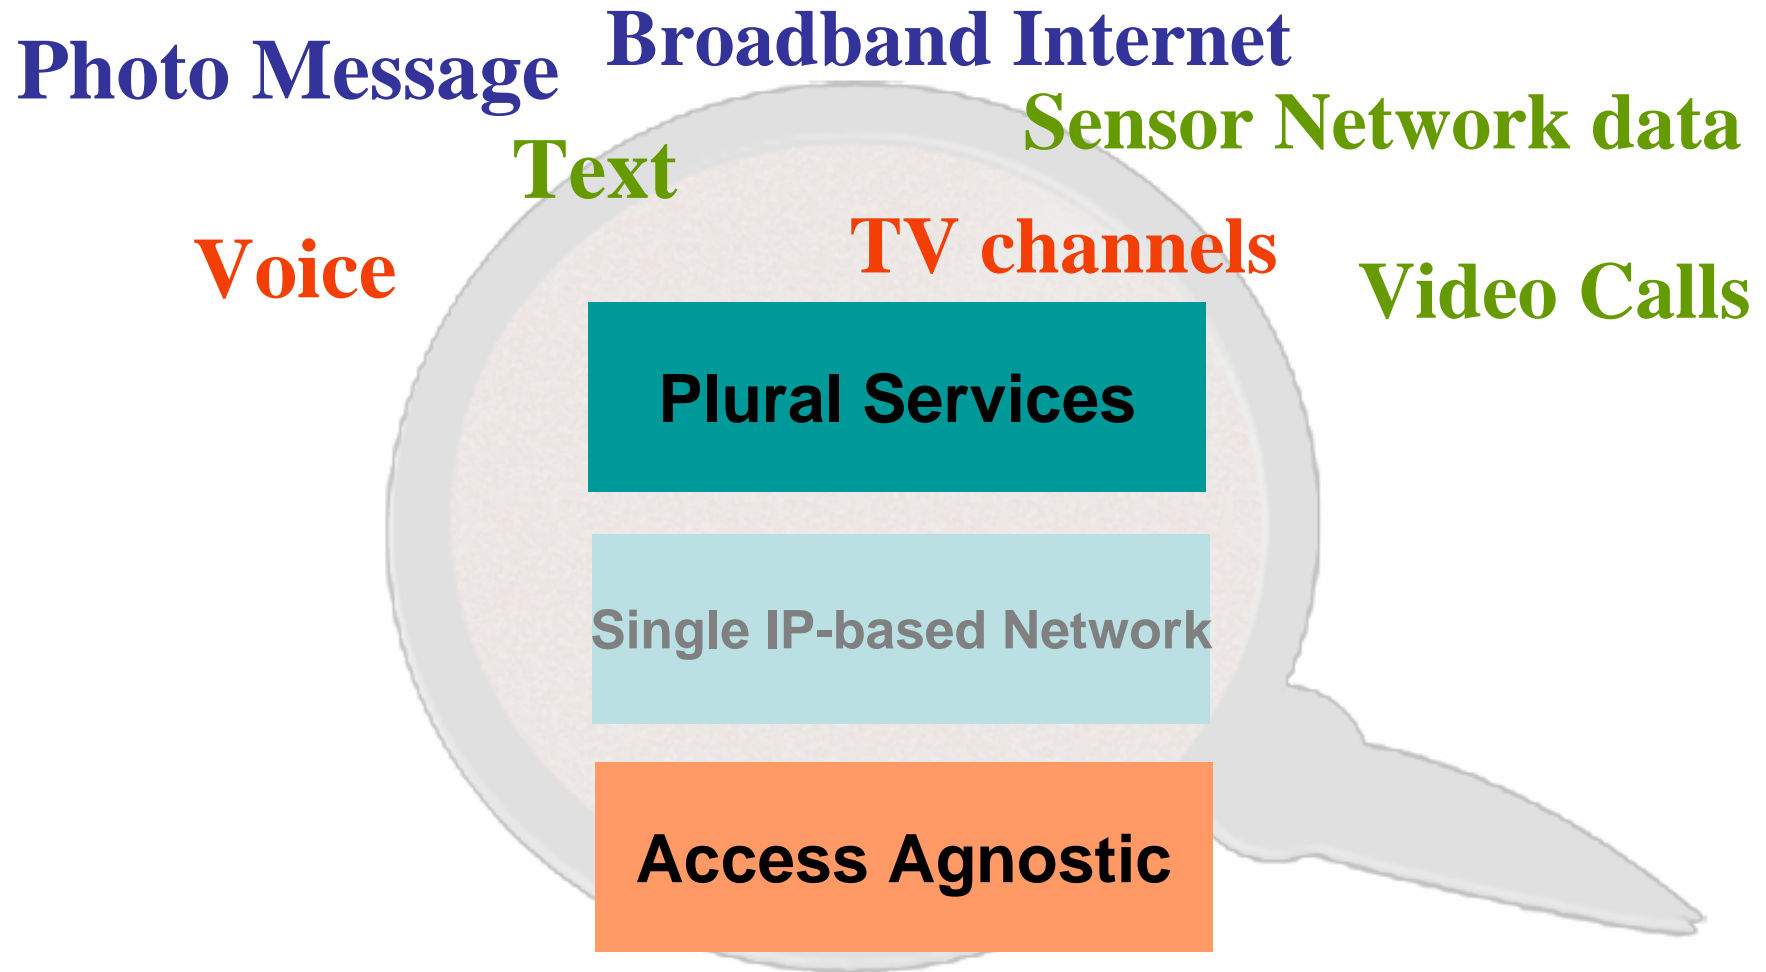 Broadband Internet
Photo Message
Sensor Network data
Text
TV channels
Voice
Video Calls
Plural Services
Single IP-based Network
Access Agnostic